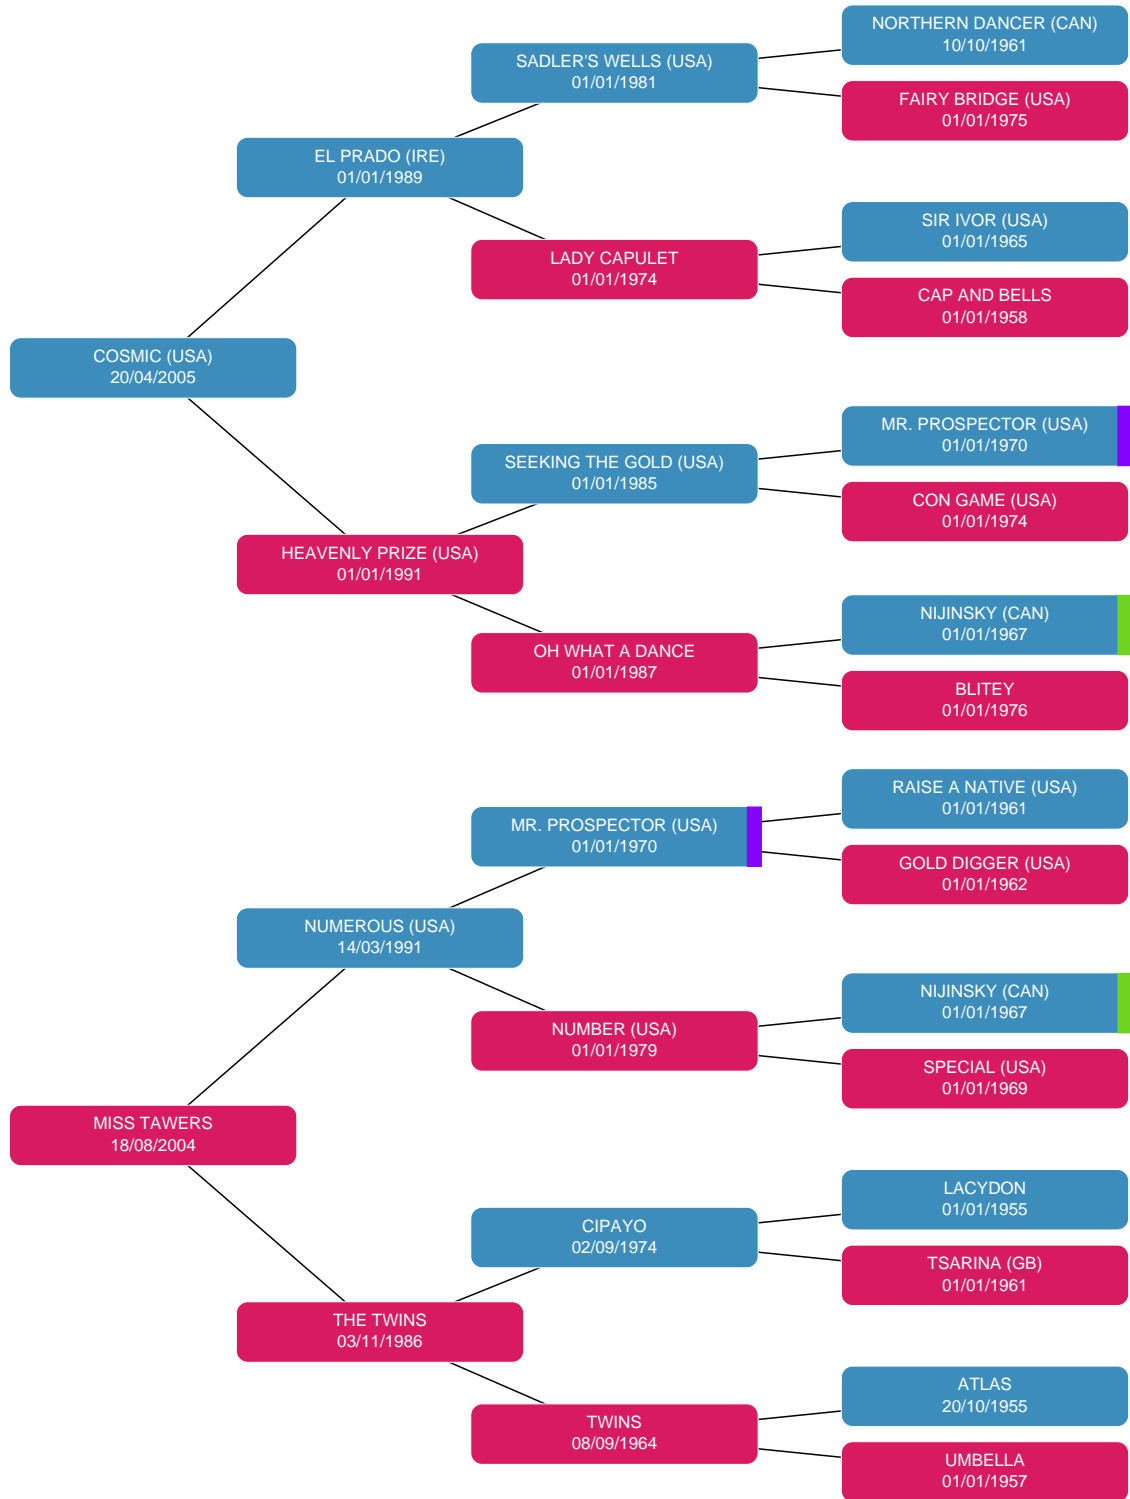 NORTHERN DANCER (CAN)
10/10/1961
SADLER'S WELLS (USA)
01/01/1981
FAIRY BRIDGE (USA)
01/01/1975
EL PRADO (IRE)
01/01/1989
SIR IVOR (USA)
01/01/1965
LADY CAPULET
01/01/1974
CAP AND BELLS
01/01/1958
COSMIC (USA)
20/04/2005
MR. PROSPECTOR (USA)
01/01/1970
SEEKING THE GOLD (USA)
01/01/1985
CON GAME (USA)
01/01/1974
HEAVENLY PRIZE (USA)
01/01/1991
NIJINSKY (CAN)
01/01/1967
OH WHAT A DANCE
01/01/1987
BLITEY
01/01/1976
RAISE A NATIVE (USA)
01/01/1961
MR. PROSPECTOR (USA)
01/01/1970
GOLD DIGGER (USA)
01/01/1962
NUMEROUS (USA)
14/03/1991
NIJINSKY (CAN)
01/01/1967
NUMBER (USA)
01/01/1979
SPECIAL (USA)
01/01/1969
MISS TAWERS
18/08/2004
LACYDON
01/01/1955
CIPAYO
02/09/1974
TSARINA (GB)
01/01/1961
THE TWINS
03/11/1986
ATLAS
20/10/1955
TWINS
08/09/1964
UMBELLA
01/01/1957